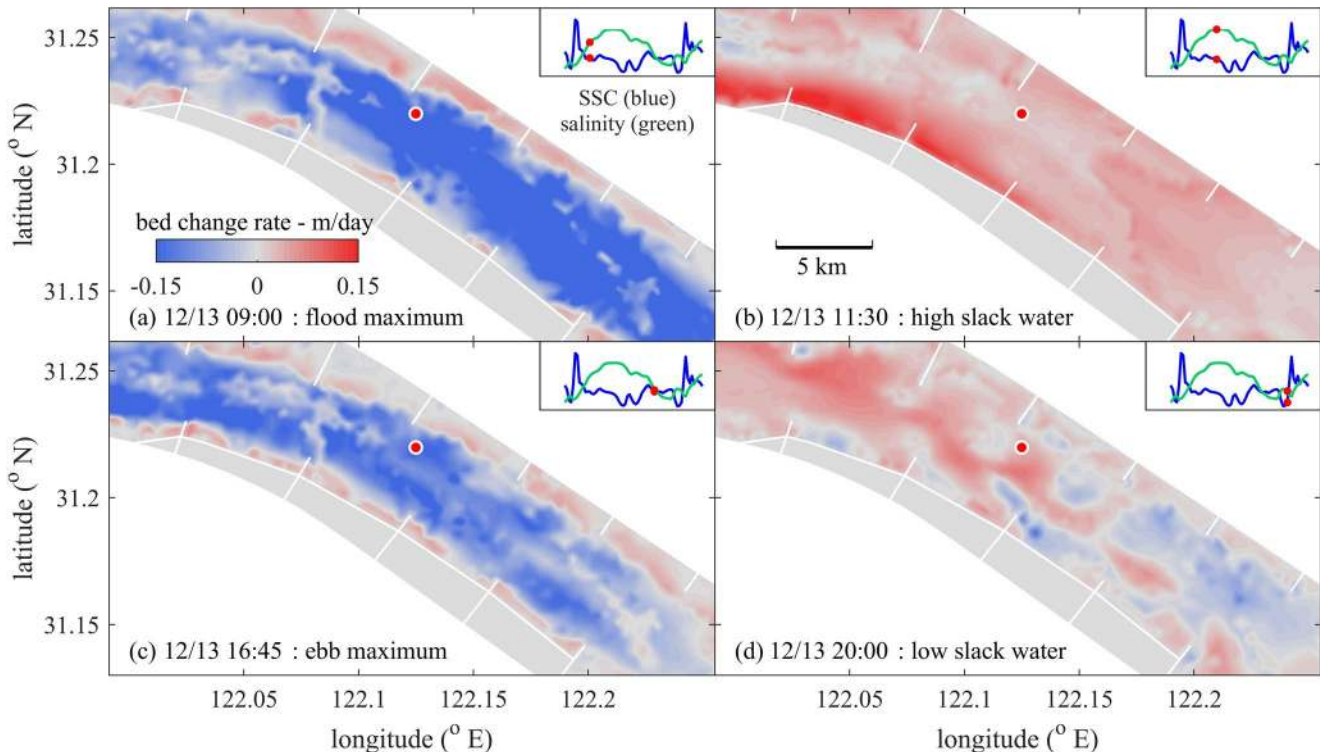 31.25
31.2
31.15
latitude (° N)
bed change rate - m/day
-0.15
0
0.15
SSC (blue)
salinity (green)
(a) 12/13 09:00 : flood maximum
5 km
(b) 12/13 11:30 : high slack water
31.25
31.2
31.15
latitude (° N)
(c) 12/13 16:45 : ebb maximum
(d) 12/13 20:00 : low slack water
122.05
122.1
122.15
122.2
122.05
122.1
122.15
122.2
longitude (° E)
longitude (° E)